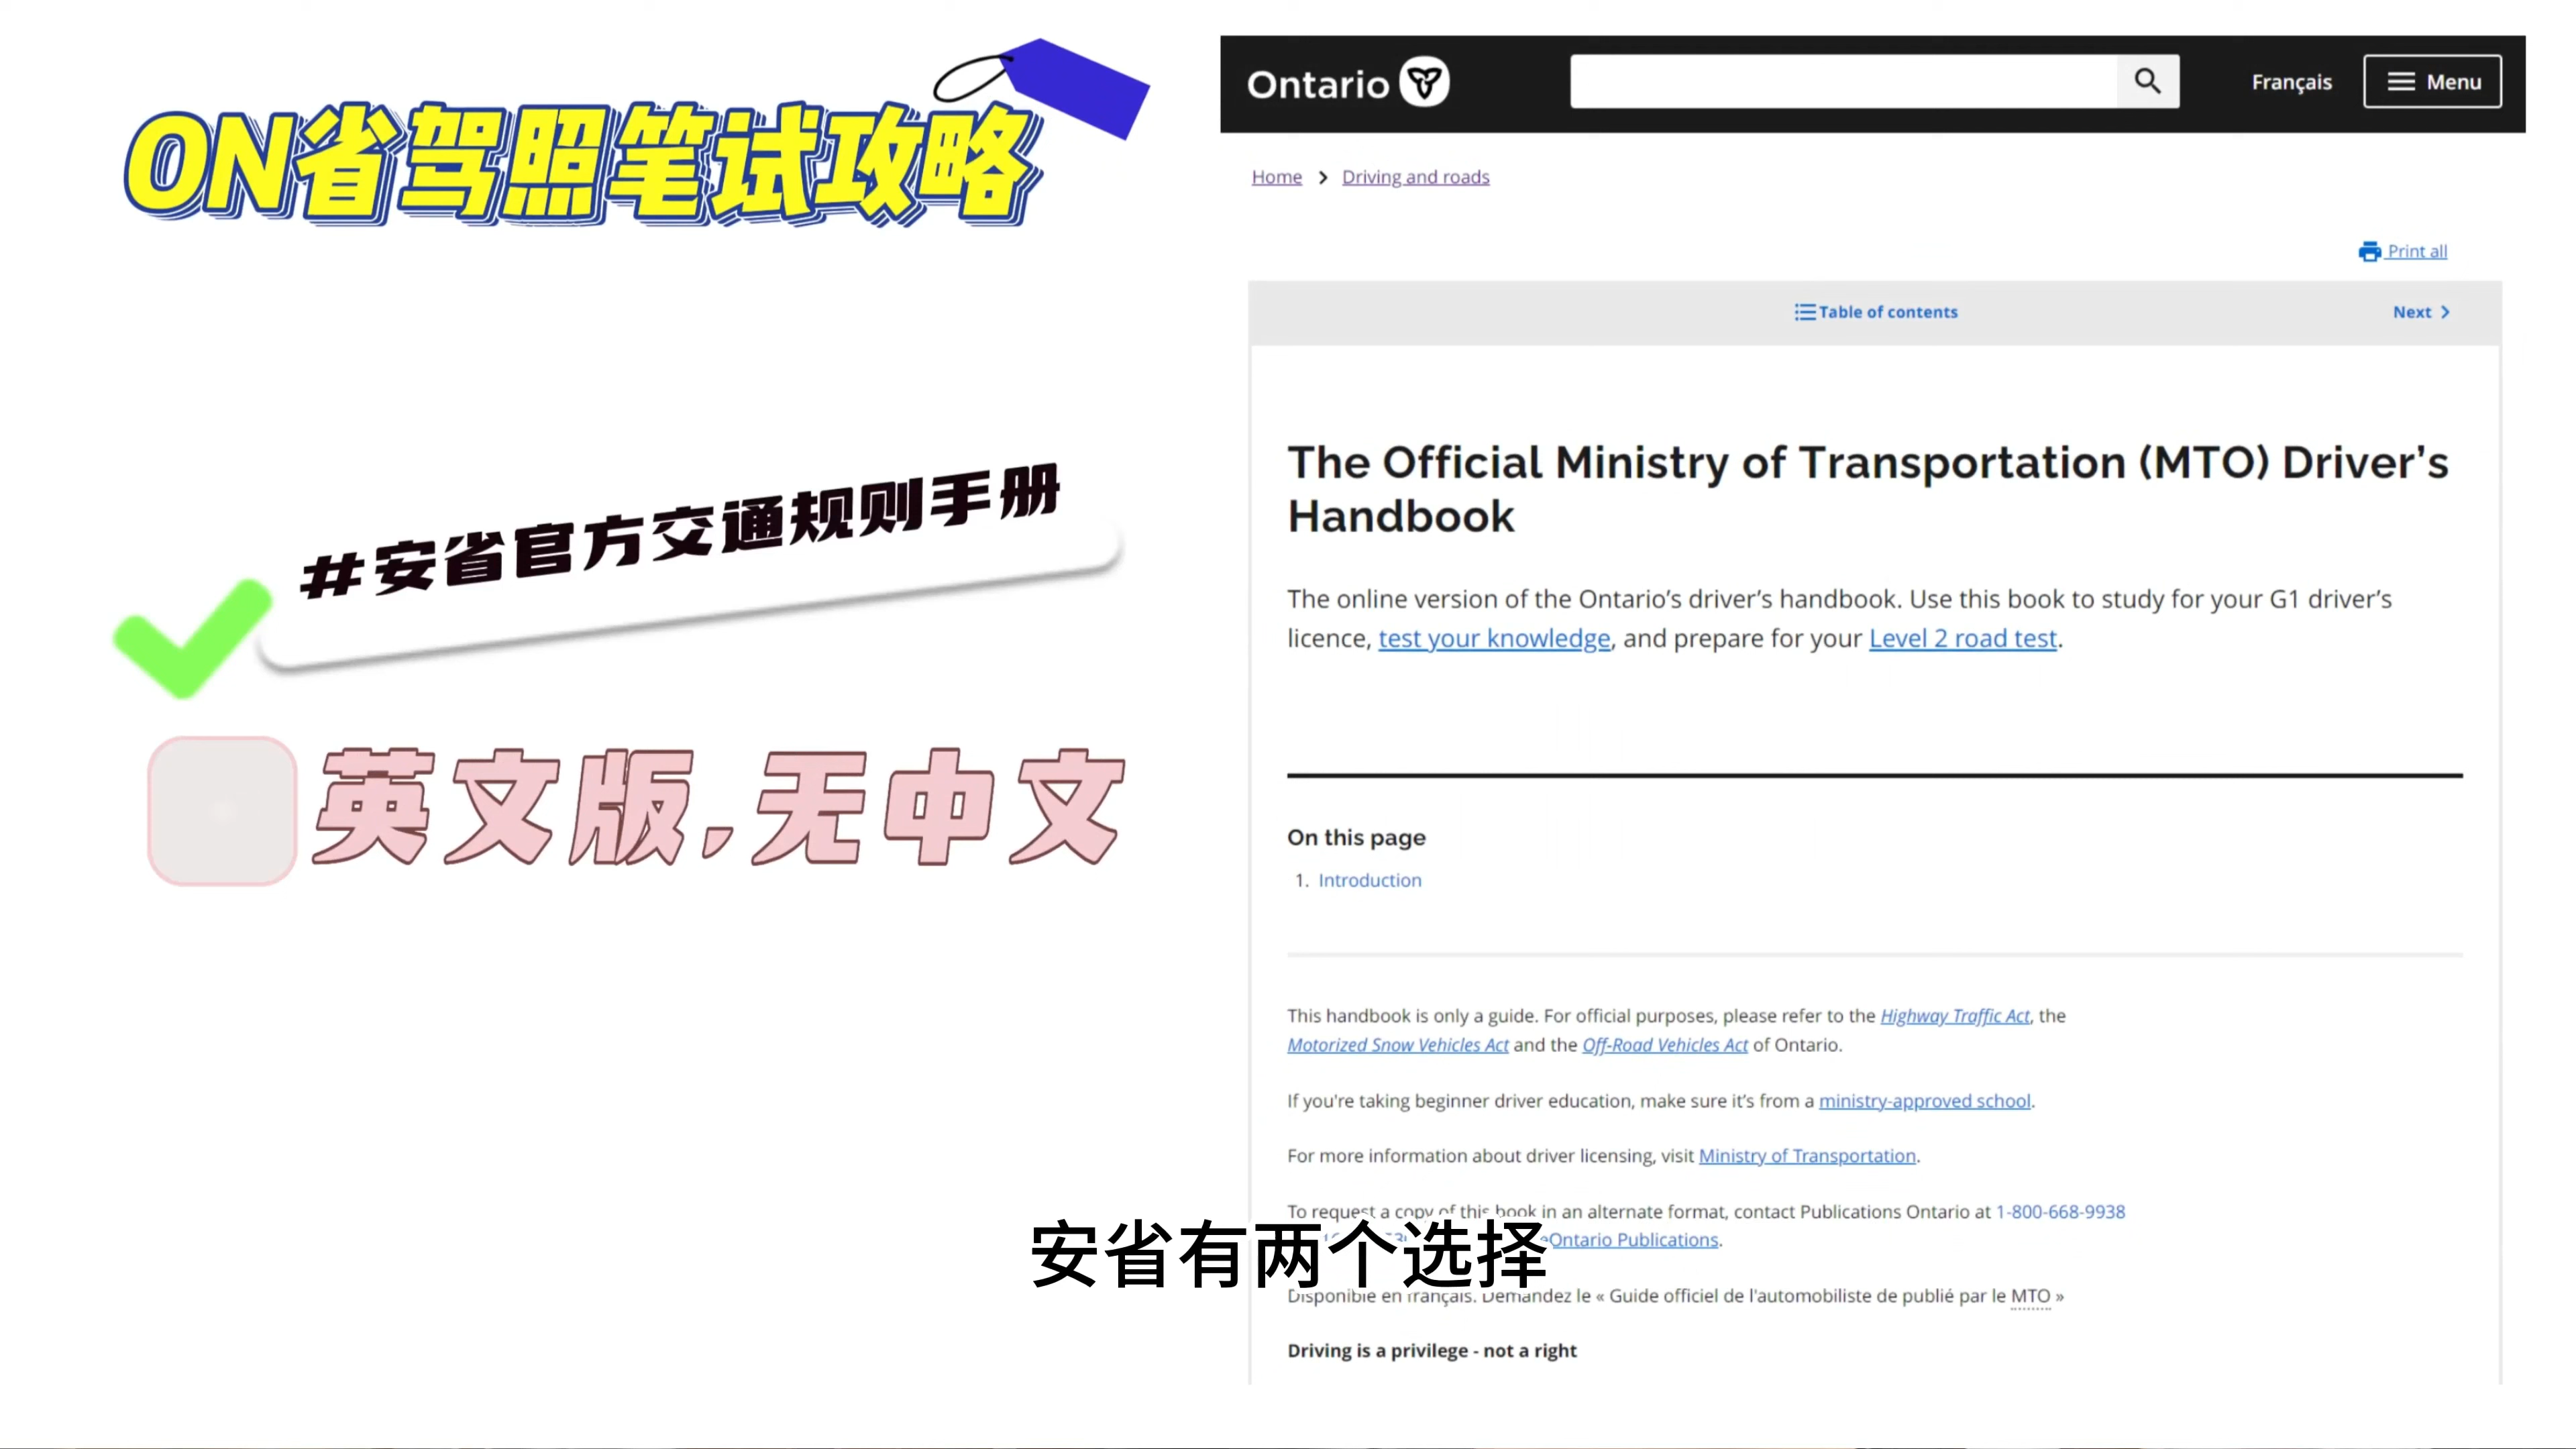 ON省驾照笔试攻略
#安省官方交通规则手册
英文版,无中文
Ontario
Français
Menu
Home > Driving and roads
Print all
Table of contents
Next >
The Official Ministry of Transportation (MTO) Driver’s
Handbook
The online version of the Ontario’s driver’s handbook. Use this book to study for your G1 driver’s
licence, test your knowledge, and prepare for your Level 2 road test.
On this page
1. Introduction
This handbook is only a guide. For official purposes, please refer to the Highway Traffic Act, the
Motorized Snow Vehicles Act and the Off-Road Vehicles Act of Ontario.
If you're taking beginner driver education, make sure it’s from a ministry-approved school.
For more information about driver licensing, visit Ministry of Transportation.
To request a copy of this book in an alternate format, contact Publications Ontario at 1-800-668-9938
eOntario Publications.
安省有两个选择
Disponible en français. Demandez le « Guide officiel de l'automobiliste de publié par le MTO »
Driving is a privilege - not a right